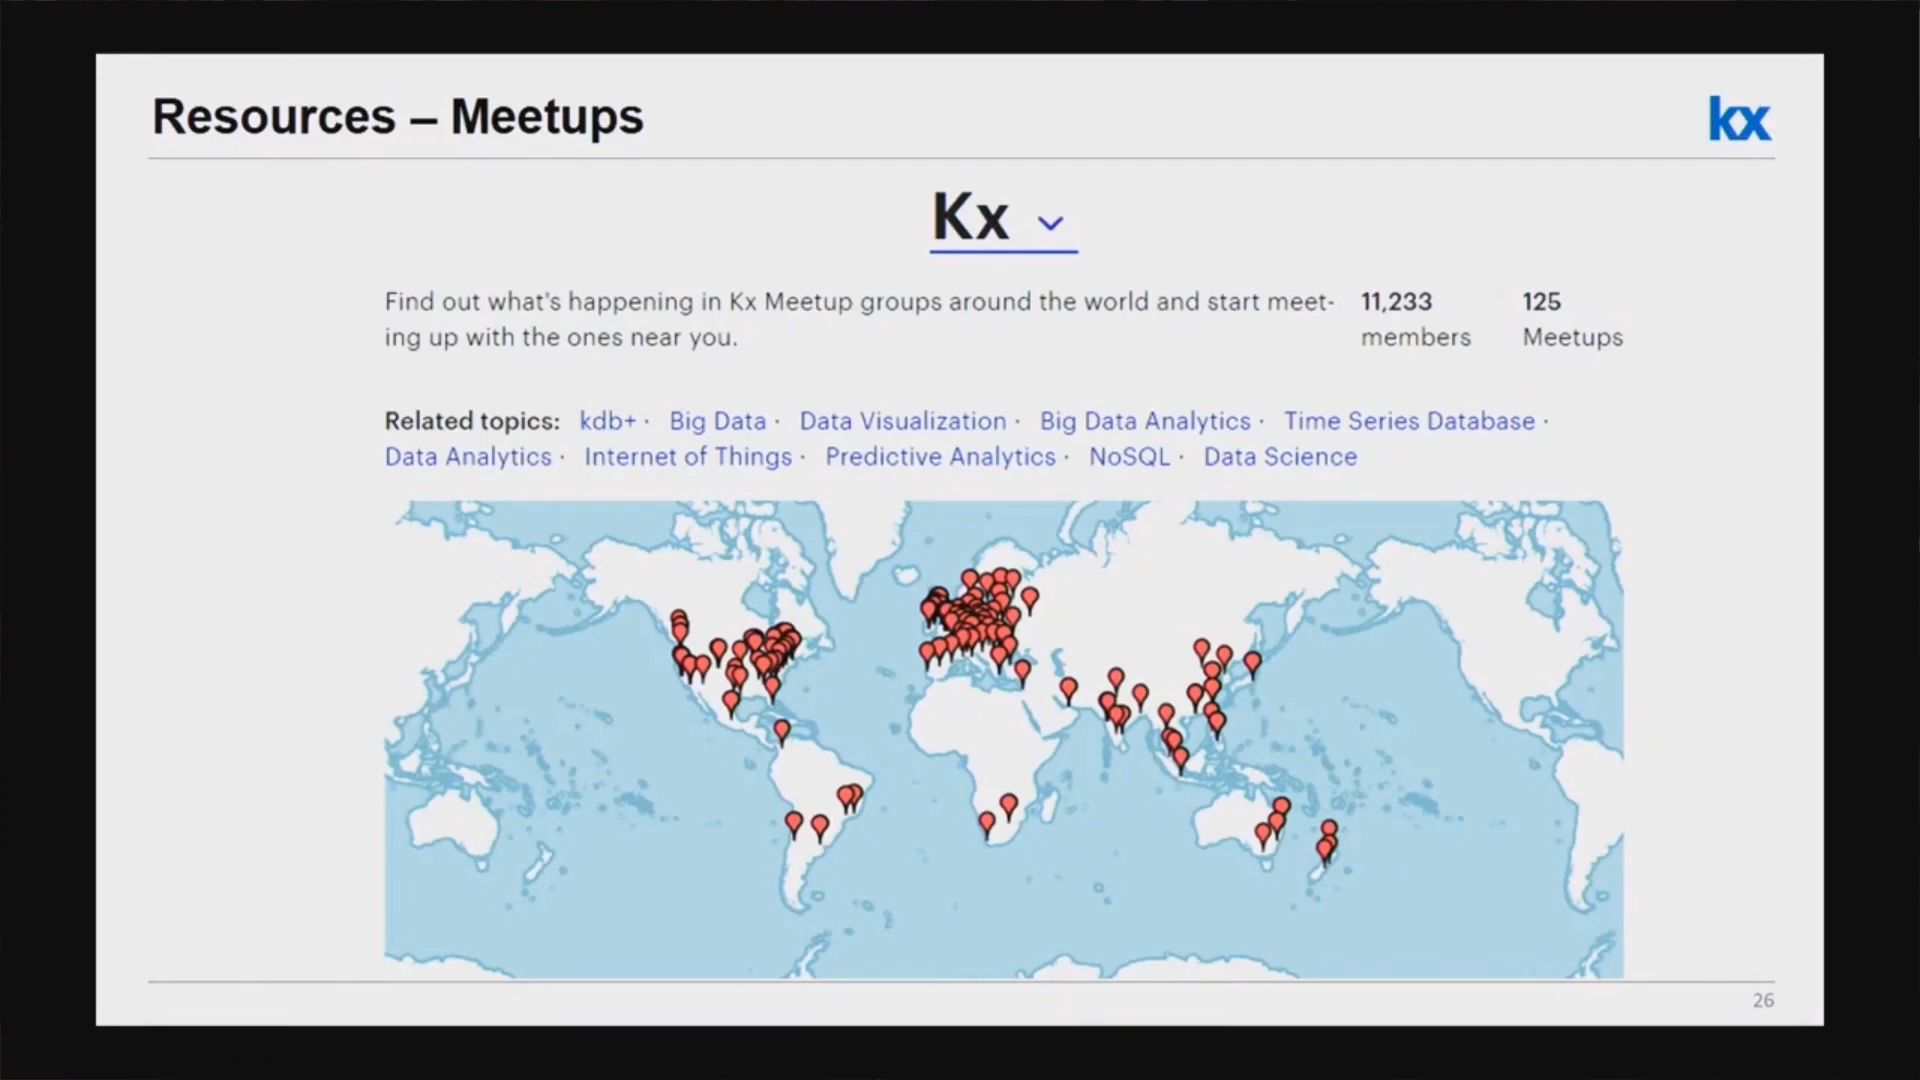 Resources – Meetups
kx
Kx
Find out what's happening in Kx Meetup groups around the world and start meet-
ing up with the ones near you.
11,233
members
125
Meetups
Related topics: kdb+ · Big Data · Data Visualization · Big Data Analytics · Time Series Database ·
Data Analytics · Internet of Things · Predictive Analytics · NoSQL · Data Science
26